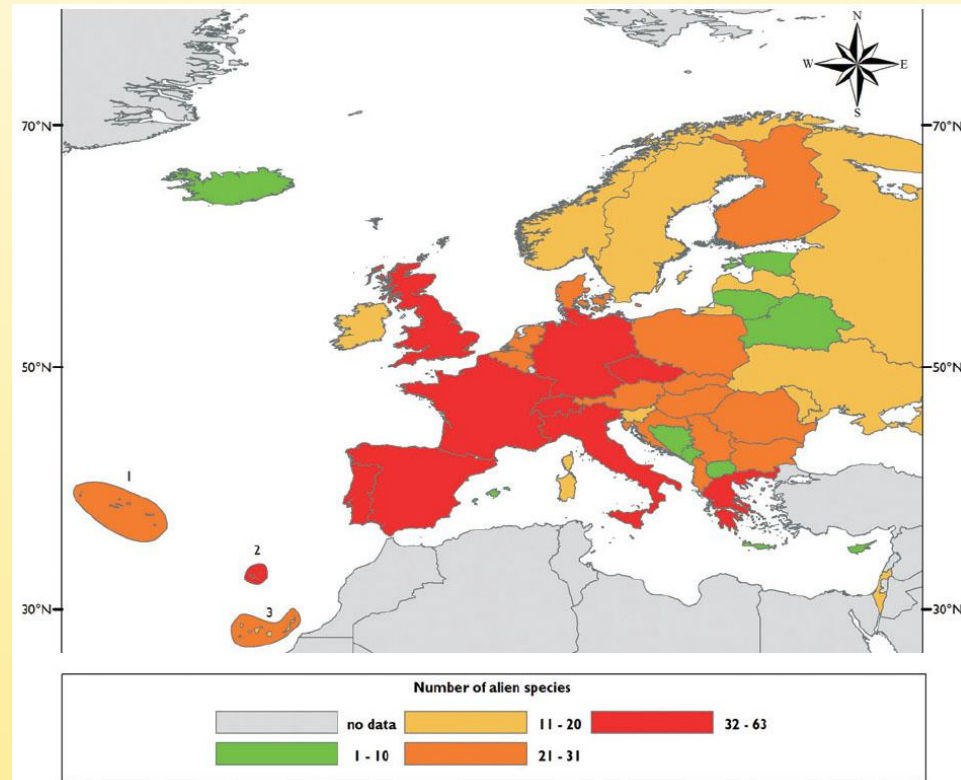 N
W E
S
70°N 70°N
50°N 50°N
1
2
30°N 3 30°N
Number of alien species
no data 11 - 20 32 - 63
1 - 10 21 - 31